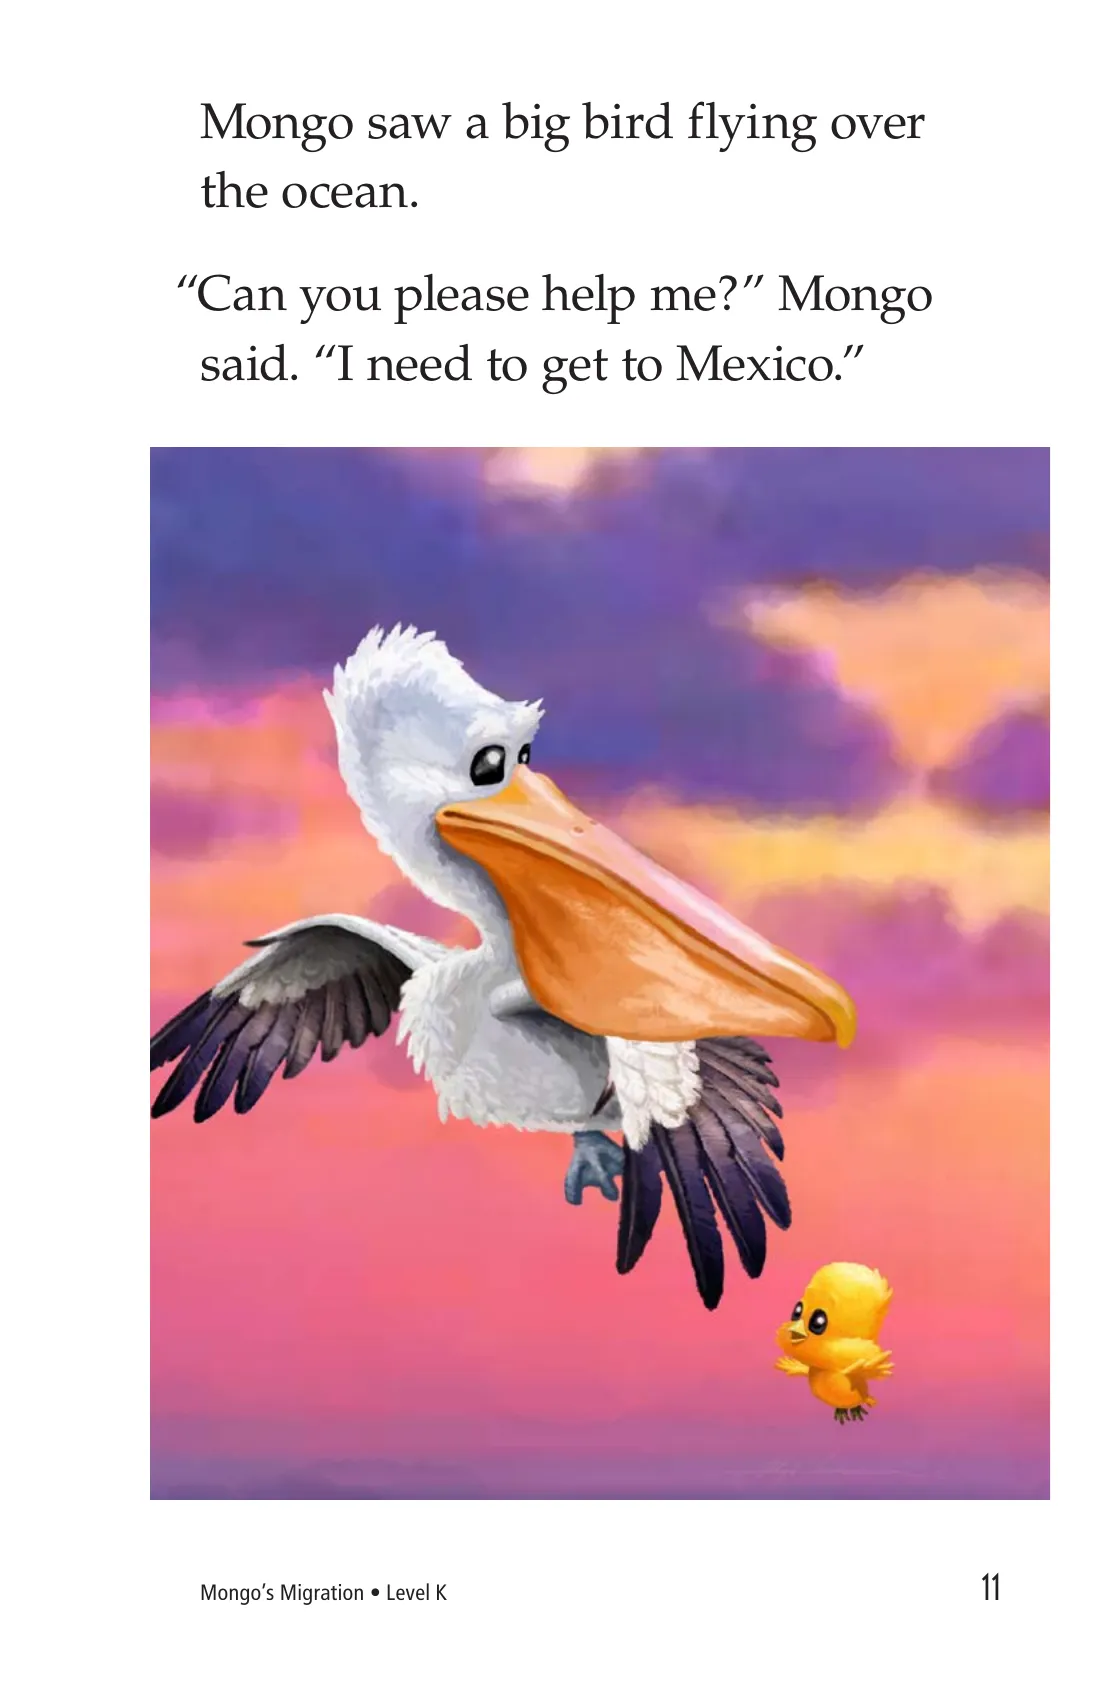 Mongo saw a big bird flying over
the ocean.
“Can you please help me?” Mongo
said. “I need to get to Mexico.”
Mongo’s Migration • Level K
11